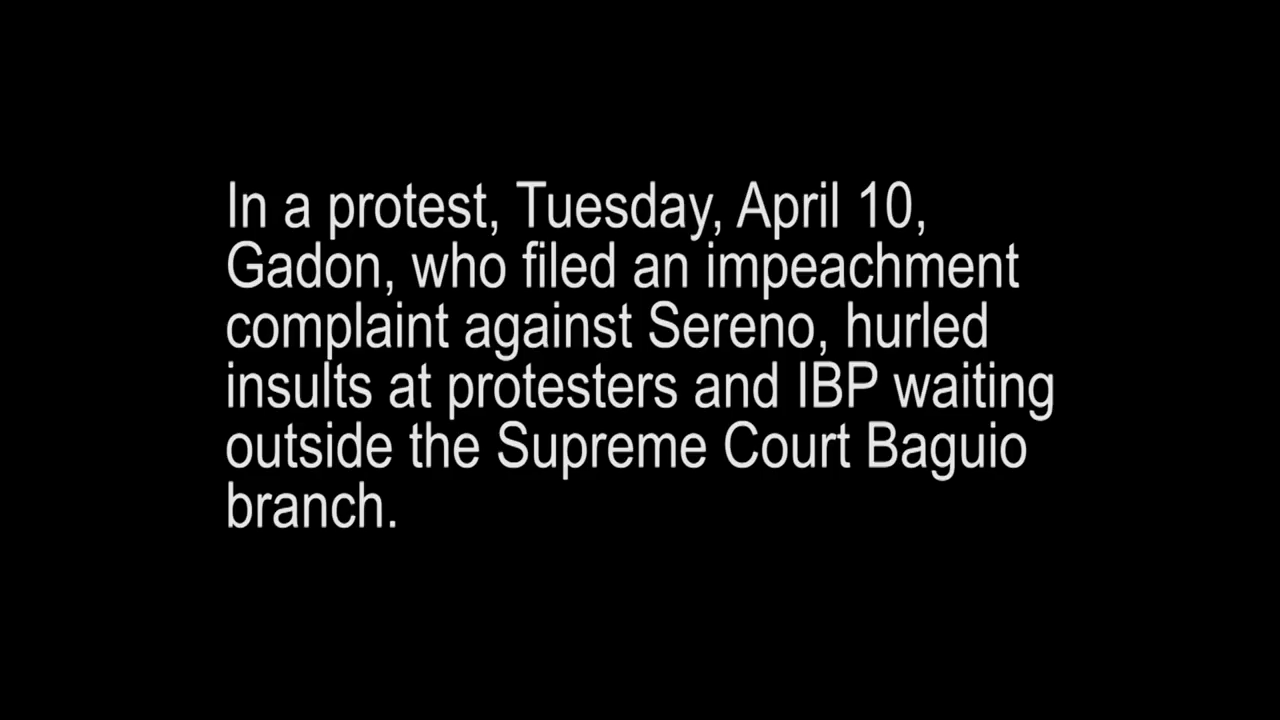 In a protest, Tuesday, April 10,
Gadon, who filed an impeachment
complaint against Sereno, hurled
insults at protesters and IBP waiting
outside the Supreme Court Baguio
branch.